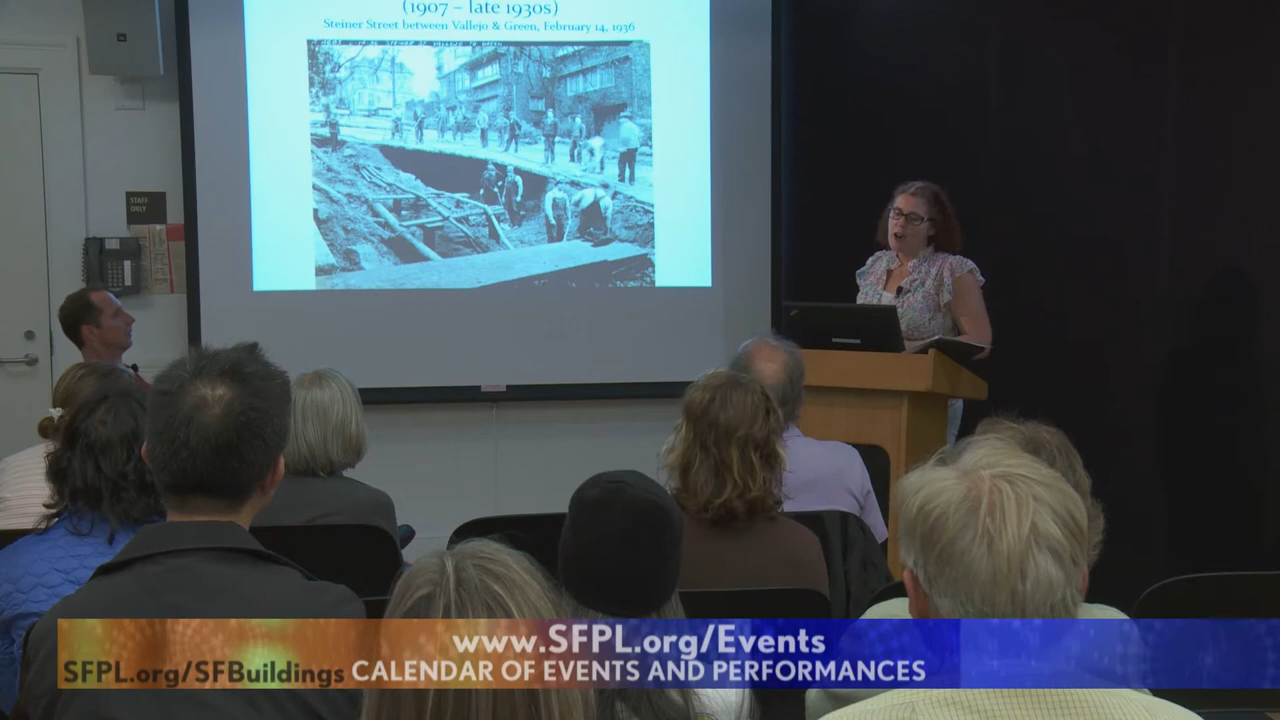 (1907 – late 1930s)
Steiner Street between Vallejo & Green, February 14, 1936
STAFF
ONLY
www.SFPL.org/Events
SFPL.org/SFBuildings CALENDAR OF EVENTS AND PERFORMANCES